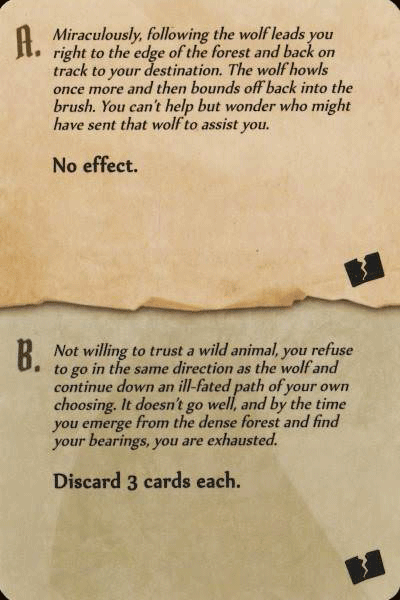 A.
Miraculously, following the wolf leads you
right to the edge of the forest and back on
track to your destination. The wolf howls
once more and then bounds off back into the
brush. You can't help but wonder who might
have sent that wolf to assist you.
No effect.
B.
Not willing to trust a wild animal, you refuse
to go in the same direction as the wolf and
continue down an ill-fated path of your own
choosing. It doesn't go well, and by the time
you emerge from the dense forest and find
your bearings, you are exhausted.
Discard 3 cards each.